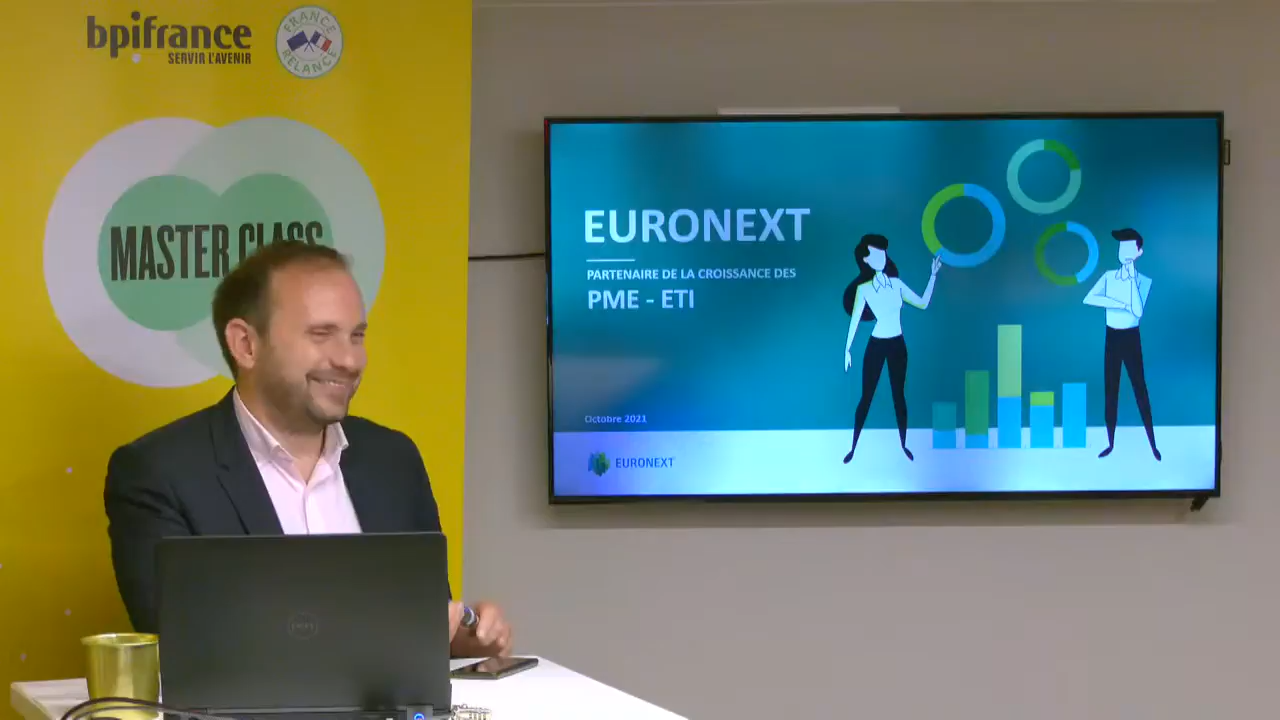 bpifrance
SERVIR L'AVENIR
FRANCE
RELANCE
MASTER CLASS
EURONEXT
PARTENAIRE DE LA CROISSANCE DES
PME - ETI
Octobre 2021
EURONEXT
DELL